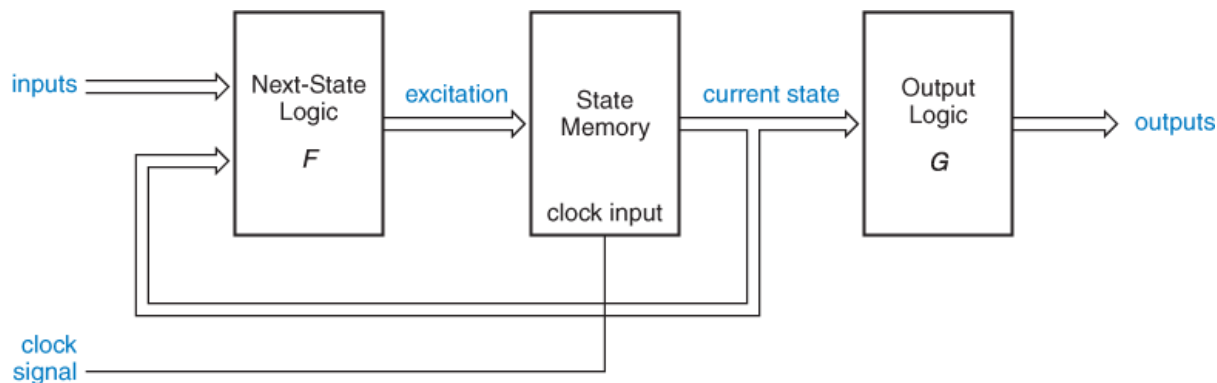 inputs
Next-State
Logic
F
excitation
State
Memory
clock input
current state
Output
Logic
G
outputs
clock
signal